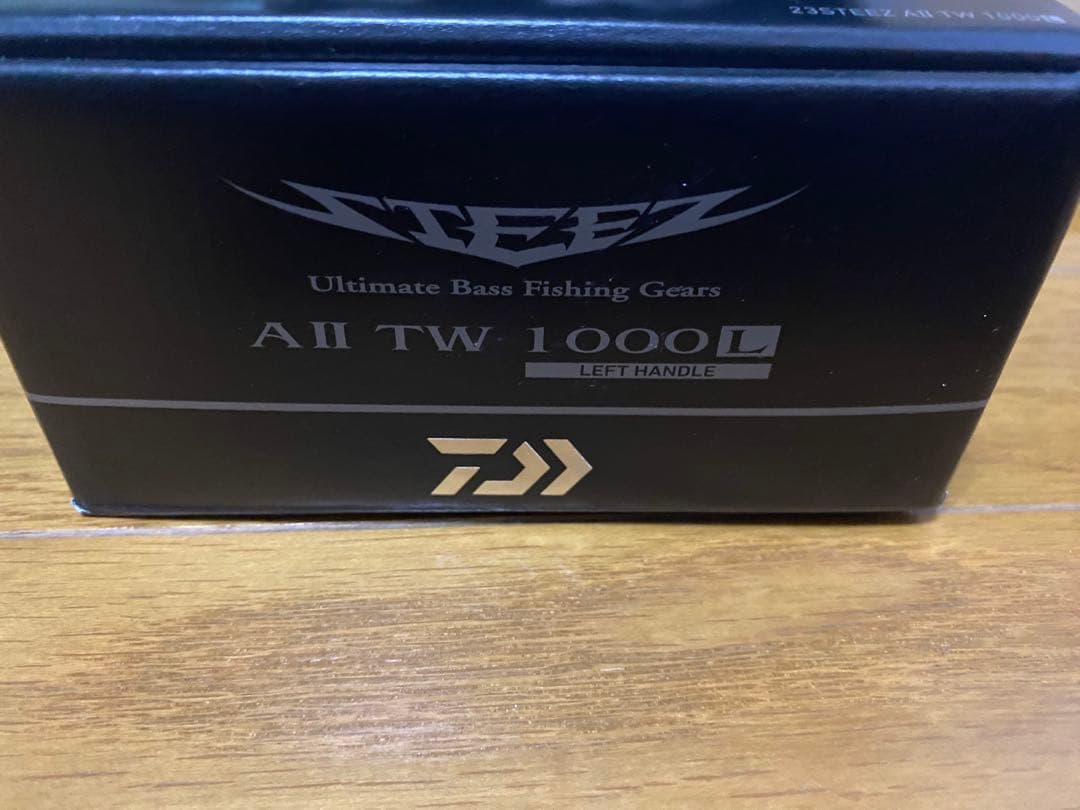 23STEEZ AII TW 1000L
STEEZ
Ultimate Bass Fishing Gears
AII TW 1000L
LEFT HANDLE